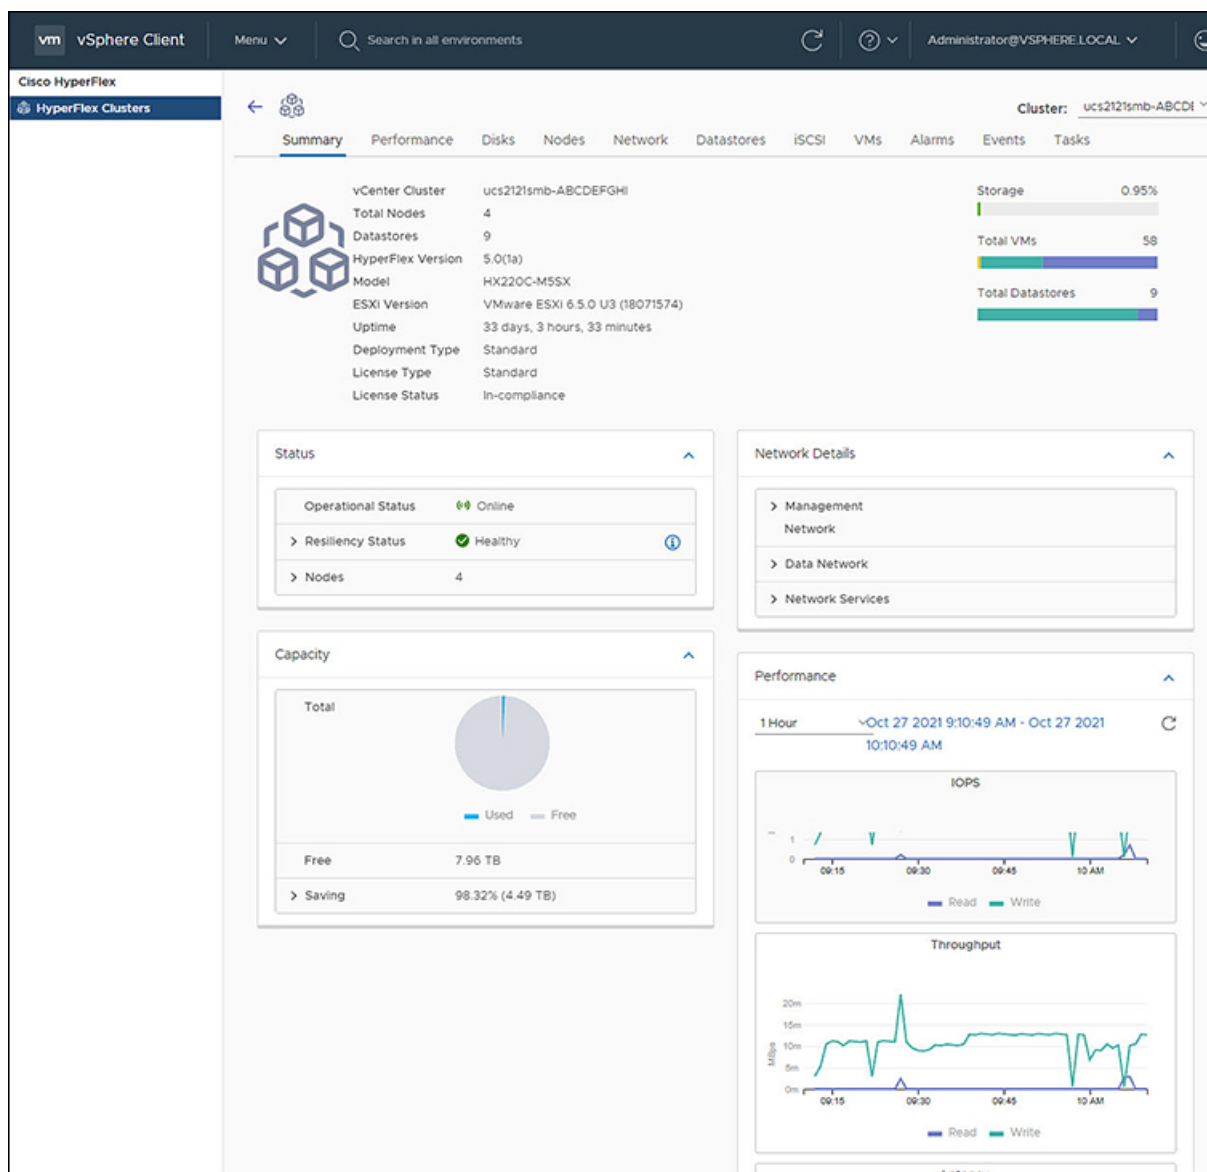 vm vSphere Client Menu Search in all environments Administrator@VSPHERE.LOCAL
Cisco HyperFlex
HyperFlex Clusters
Cluster: ucs2121smb-ABCDE
Summary Performance Disks Nodes Network Datastores iSCSI VMs Alarms Events Tasks
vCenter Cluster ucs2121smb-ABCDEFGHI
Total Nodes 4
Datastores 9
HyperFlex Version 5.0(1a)
Model HX220C-M5SX
ESXi Version VMware ESXi 6.5.0 U3 (18071574)
Uptime 33 days, 3 hours, 33 minutes
Deployment Type Standard
License Type Standard
License Status In-compliance
Storage 0.95%
Total VMs 58
Total Datastores 9
Status
Operational Status Online
Resiliency Status Healthy
Nodes 4
Capacity
Total
Used Free
Free 7.96 TB
Saving 98.32% (4.49 TB)
Network Details
Management
Network
Data Network
Network Services
Performance
1 Hour Oct 27 2021 9:10:49 AM - Oct 27 2021
10:10:49 AM
IOPS
1
0
09:15 09:30 09:45 10 AM
Read Write
Throughput
20m
15m
10m
5m
0m
MBps
09:15 09:30 09:45 10 AM
Read Write